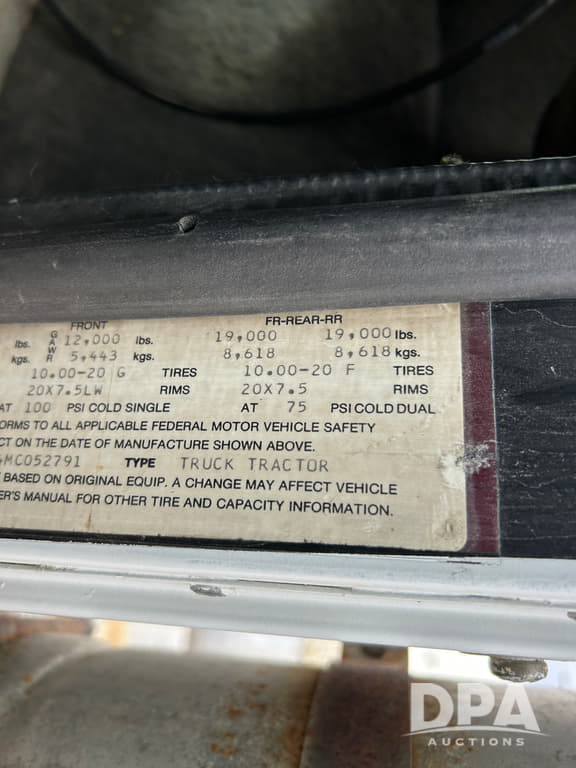 FRONT FR-REAR-RR
lbs. GAWR 12,000 lbs. 19,000 19,000 lbs.
kgs. 5,443 kgs. 8,618 8,618 kgs.
10.00-20 G TIRES 10.00-20 F TIRES
20X7.5LW RIMS 20X7.5 RIMS
AT 100 PSI COLD SINGLE AT 75 PSI COLD DUAL
ORMS TO ALL APPLICABLE FEDERAL MOTOR VEHICLE SAFETY
CT ON THE DATE OF MANUFACTURE SHOWN ABOVE.
MC052791 TYPE TRUCK TRACTOR
BASED ON ORIGINAL EQUIP. A CHANGE MAY AFFECT VEHICLE
ER'S MANUAL FOR OTHER TIRE AND CAPACITY INFORMATION.
DPA
AUCTIONS